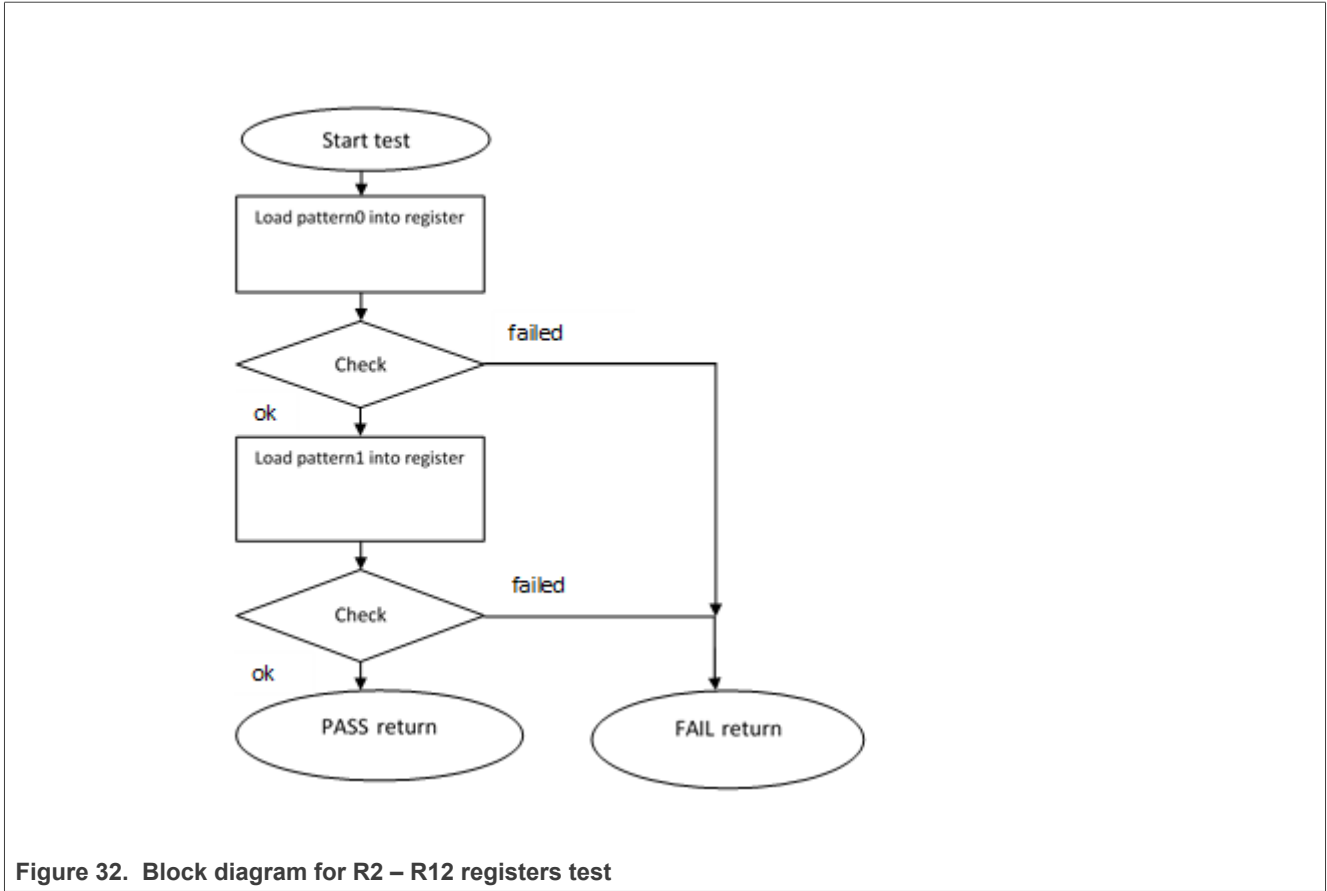 Start test
Load pattern0 into register
failed
Check
ok
Load pattern1 into register
failed
Check
ok
PASS return
FAIL return
Figure 32. Block diagram for R2 – R12 registers test